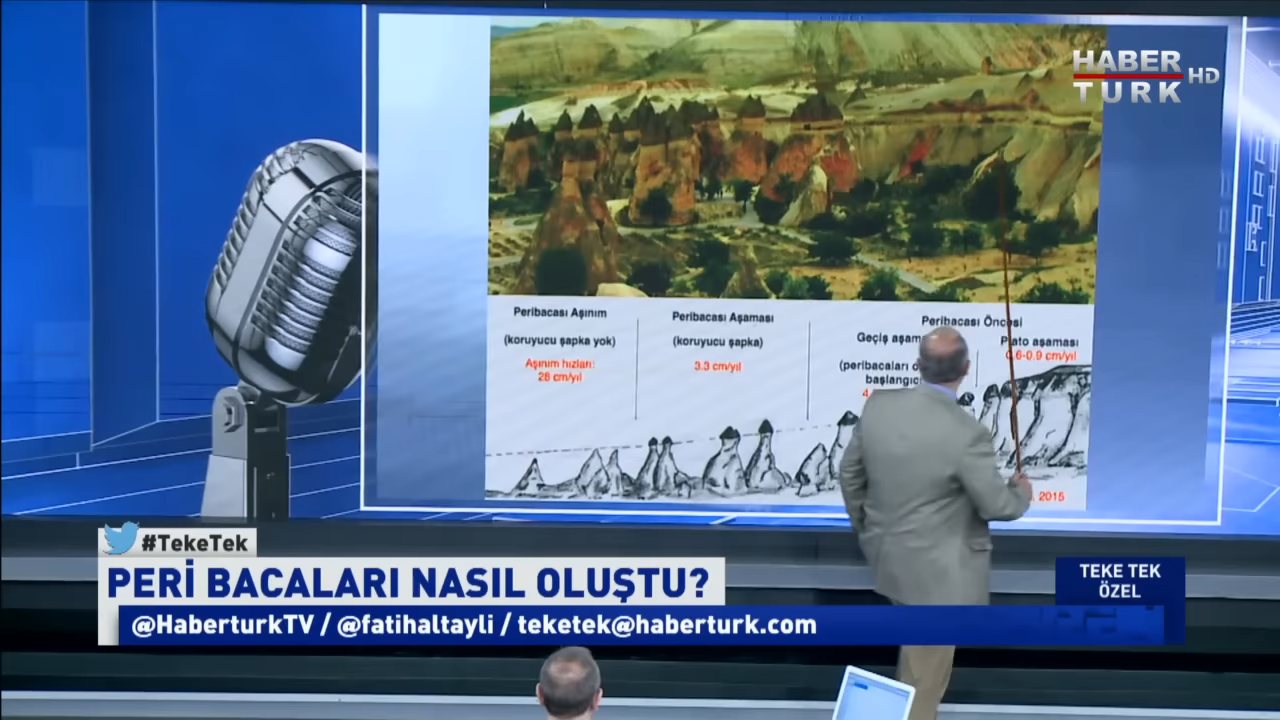 HABER
TURK HD
Peribacası Aşınım
(koruyucu şapka yok)
Aşınım hızları:
28 cm/yıl
Peribacası Aşaması
(koruyucu şapka)
3.3 cm/yıl
Peribacası Öncesi
Geçiş aşam
(peribacaları
başlangıc
Plato aşaması
0.6-0.9 cm/yıl
2015
#TekeTek
PERİ BACALARI NASIL OLUŞTU?
@HaberturkTV / @fatihaltayli / teketek@haberturk.com
TEKE TEK
ÖZEL